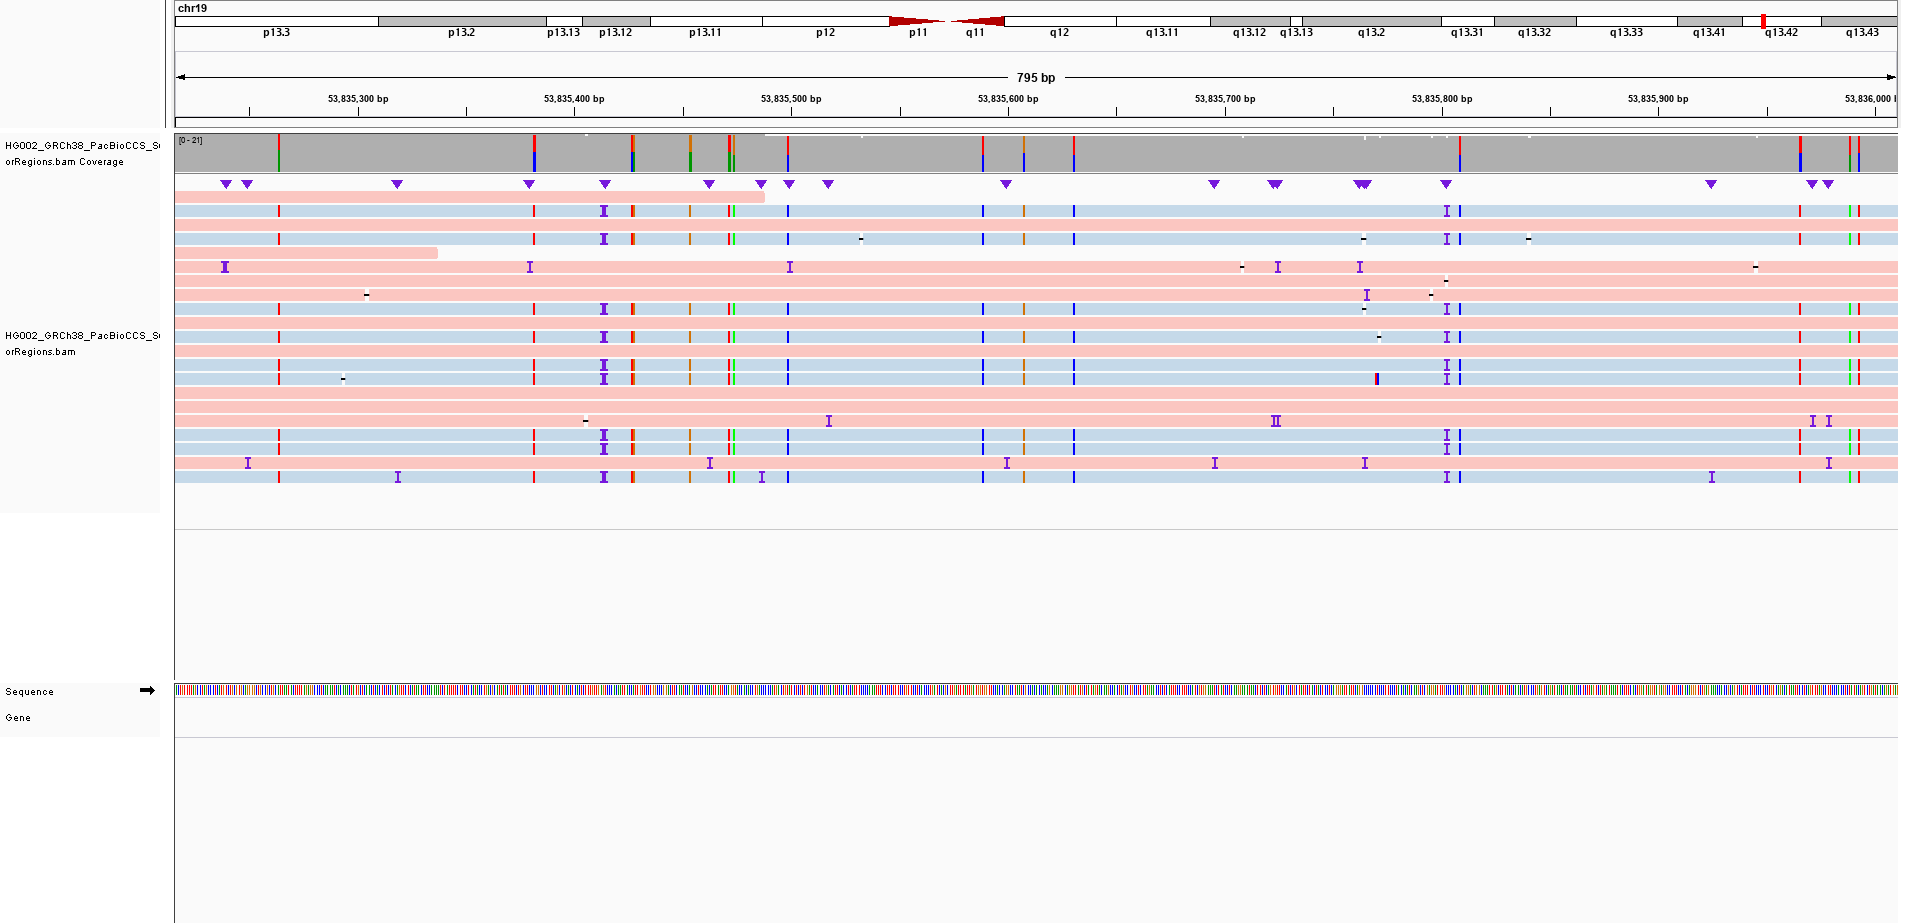 chr19
p13.3 p13.2 p13.13 p13.12 p13.11 p12 p11 q11 q12 q13.11 q13.12 q13.13 q13.2 q13.31 q13.32 q13.33 q13.41 q13.42 q13.43
795 bp
53,835,300 bp 53,835,400 bp 53,835,500 bp 53,835,600 bp 53,835,700 bp 53,835,800 bp 53,835,900 bp 53,836,000
[0 - 21]
HG002_GRCh38_PacBioCCS_S
orRegions.bam Coverage
HG002_GRCh38_PacBioCCS_S
orRegions.bam
Sequence
Gene